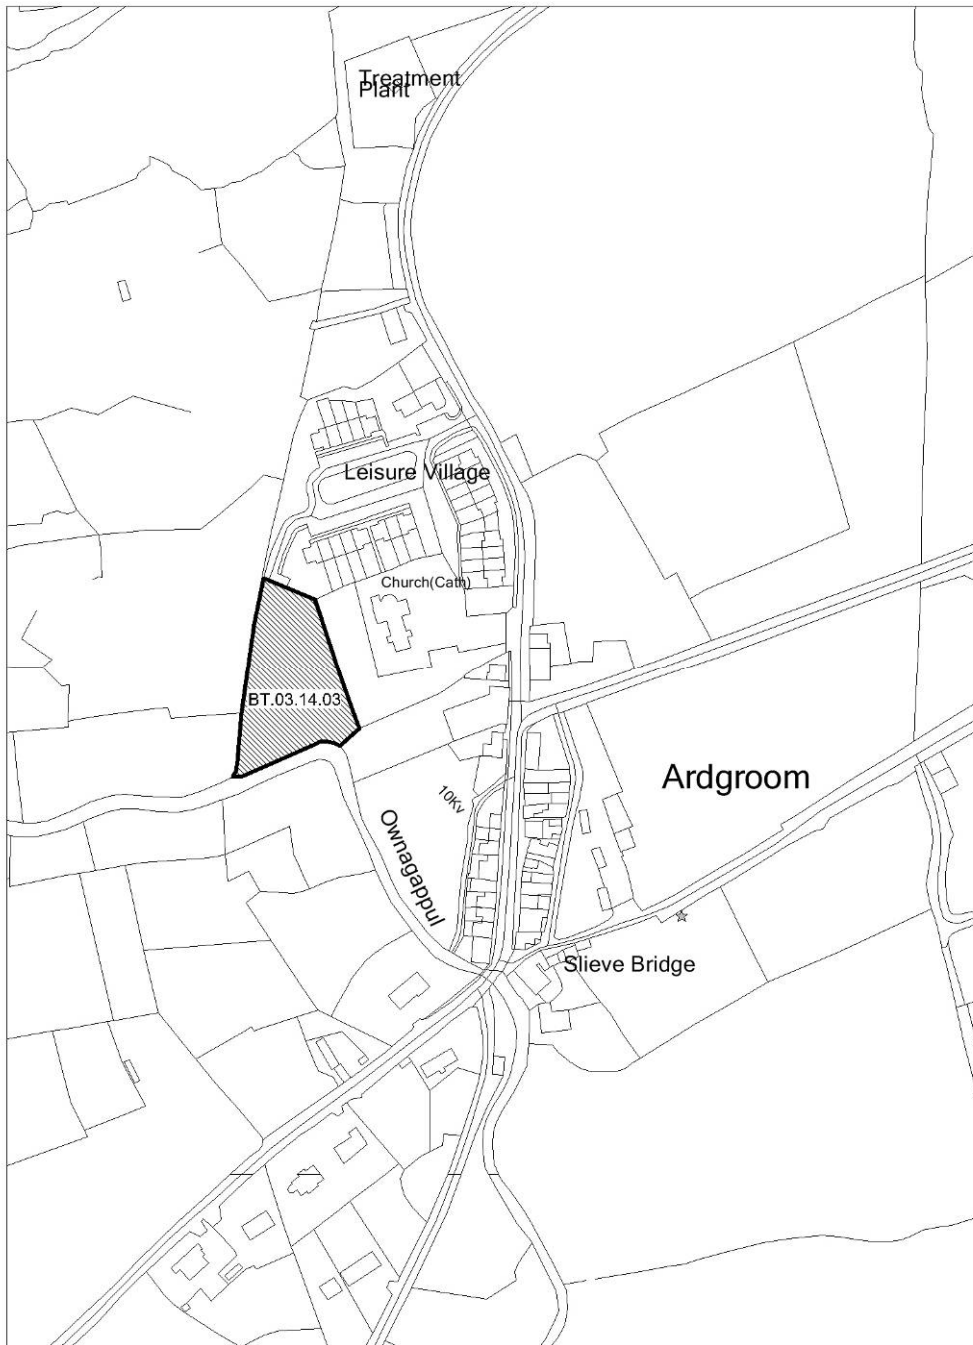 Treatment
Plant
Leisure Village
Church(Cath)
BT.03.14.03
Ardgroom
10Kv
Ownagappul
Slieve Bridge